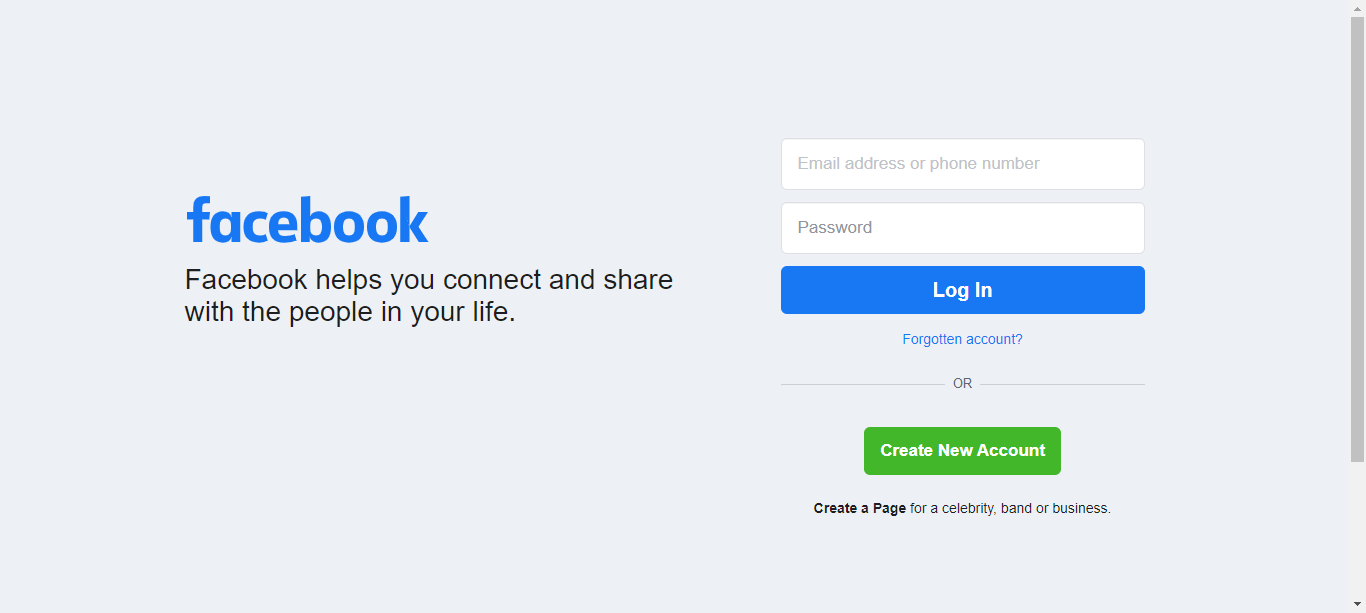 facebook
Facebook helps you connect and share
with the people in your life.
Email address or phone number
Password
Log In
Forgotten account?
OR
Create New Account
Create a Page for a celebrity, band or business.